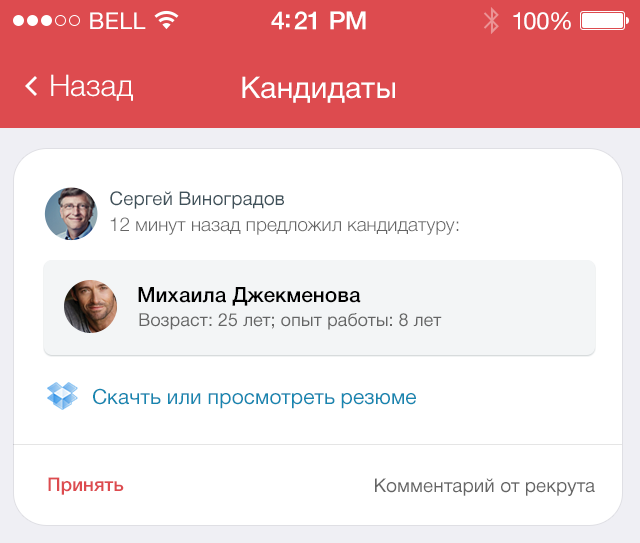 BELL 4:21 PM 100%
Назад Кандидаты
Сергей Виноградов
12 минут назад предложил кандидатуру:
Михаила Джекменова
Возраст: 25 лет; опыт работы: 8 лет
Скачть или просмотреть резюме
Принять Комментарий от рекрута